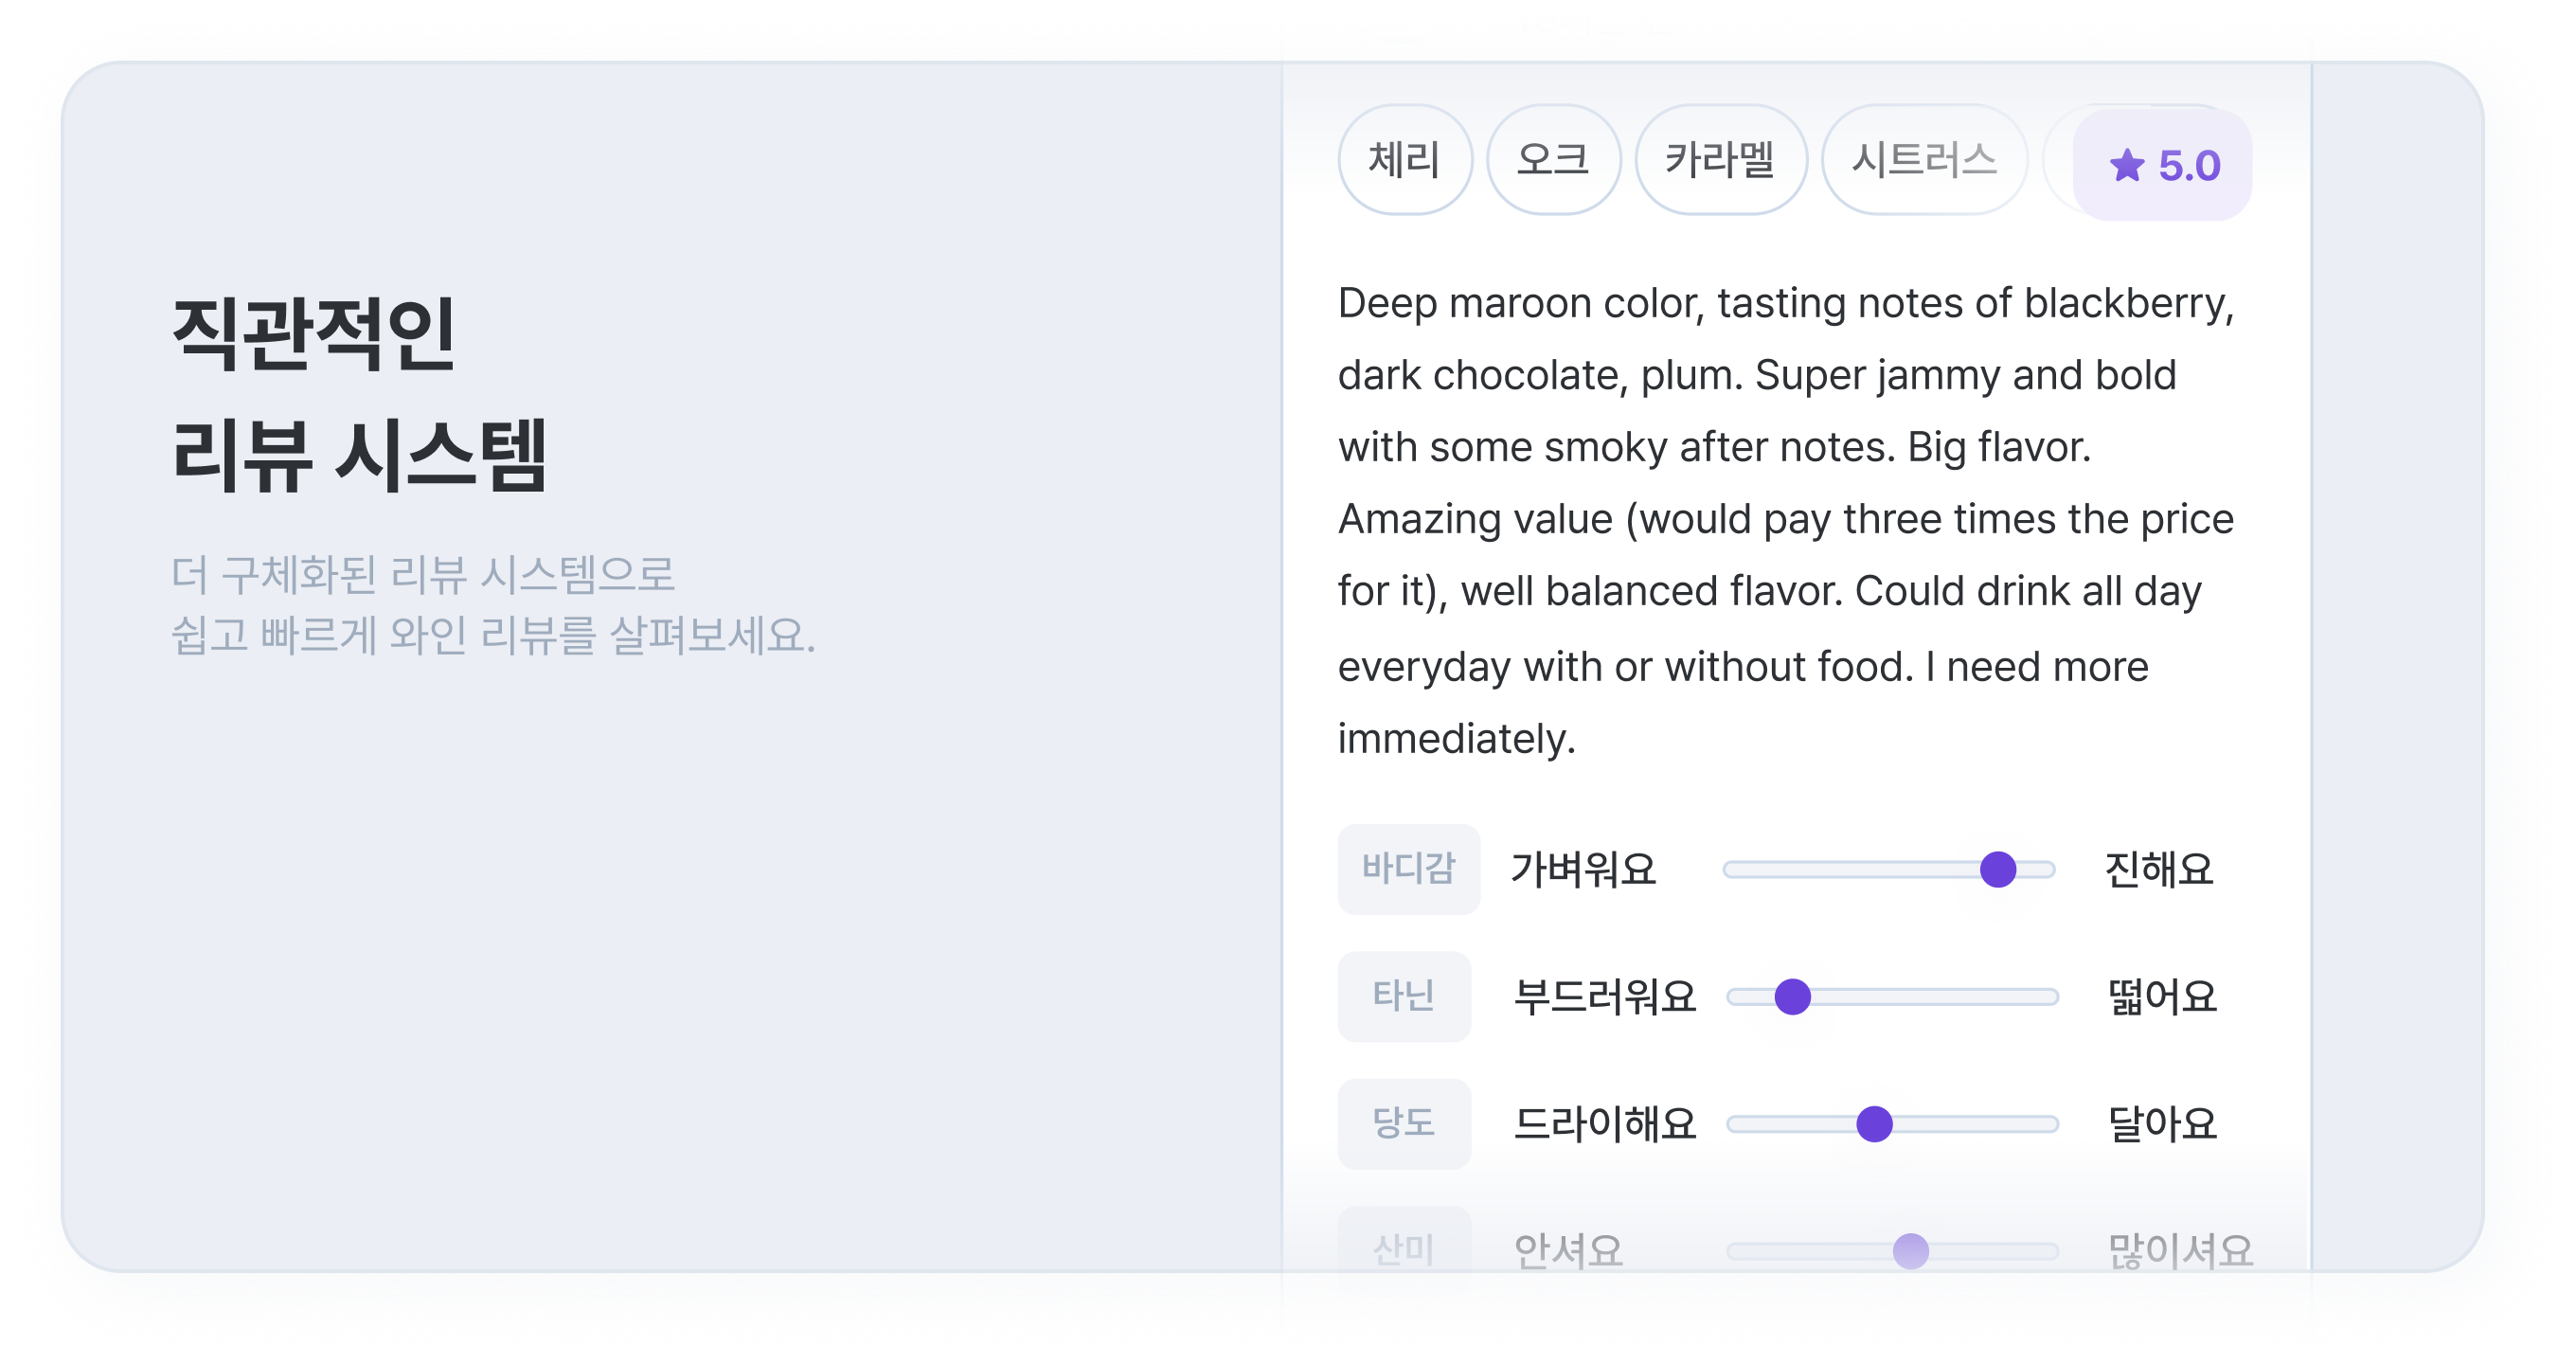 직관적인
리뷰 시스템
더 구체화된 리뷰 시스템으로
쉽고 빠르게 와인 리뷰를 살펴보세요.
체리 오크 카라멜 시트러스 5.0
Deep maroon color, tasting notes of blackberry,
dark chocolate, plum. Super jammy and bold
with some smoky after notes. Big flavor.
Amazing value (would pay three times the price
for it), well balanced flavor. Could drink all day
everyday with or without food. I need more
immediately.
바디감 가벼워요 진해요
타닌 부드러워요 떫어요
당도 드라이해요 달아요
산미 안셔요 많이셔요